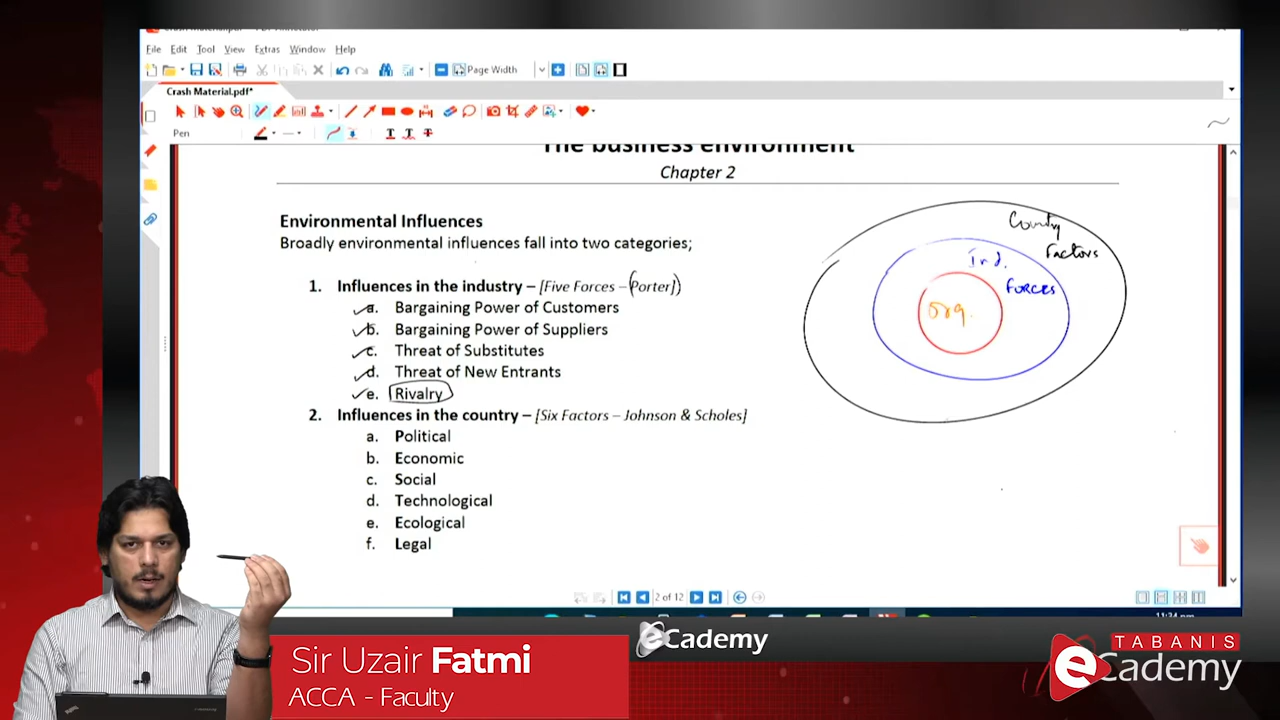 File Edit Tool View Extras Window Help
Page Width
Crash Material.pdf*
Pen
The business environment
Chapter 2
Environmental Influences
Broadly environmental influences fall into two categories;
1. Influences in the industry – [Five Forces – (Porter])
a. Bargaining Power of Customers
b. Bargaining Power of Suppliers
c. Threat of Substitutes
d. Threat of New Entrants
e. Rivalry
2. Influences in the country – [Six Factors – Johnson & Scholes]
a. Political
b. Economic
c. Social
d. Technological
e. Ecological
f. Legal
Country
Factors
Ind.
Forces
Org.
2 of 12
11:34 pm
eCademy
Sir Uzair Fatmi
ACCA - Faculty
TABANIS
eCademy